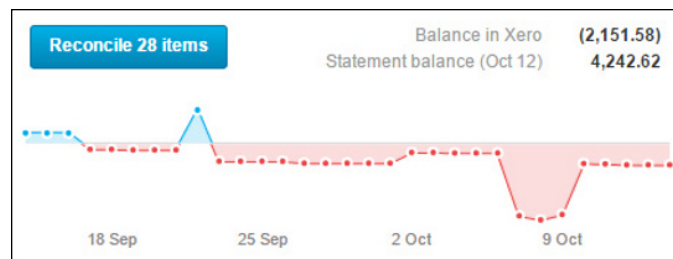 Reconcile 28 items
Balance in Xero (2,151.58)
Statement balance (Oct 12) 4,242.62
18 Sep 25 Sep 2 Oct 9 Oct